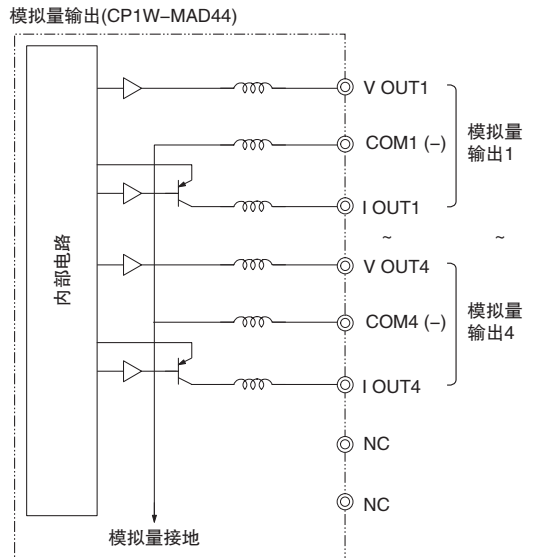 模拟量输出(CP1W–MAD44)
V OUT1
COM1 (–)
模拟量
输出1
I OUT1
~ ~
内部电路
V OUT4
COM4 (–)
模拟量
输出4
I OUT4
NC
NC
模拟量接地